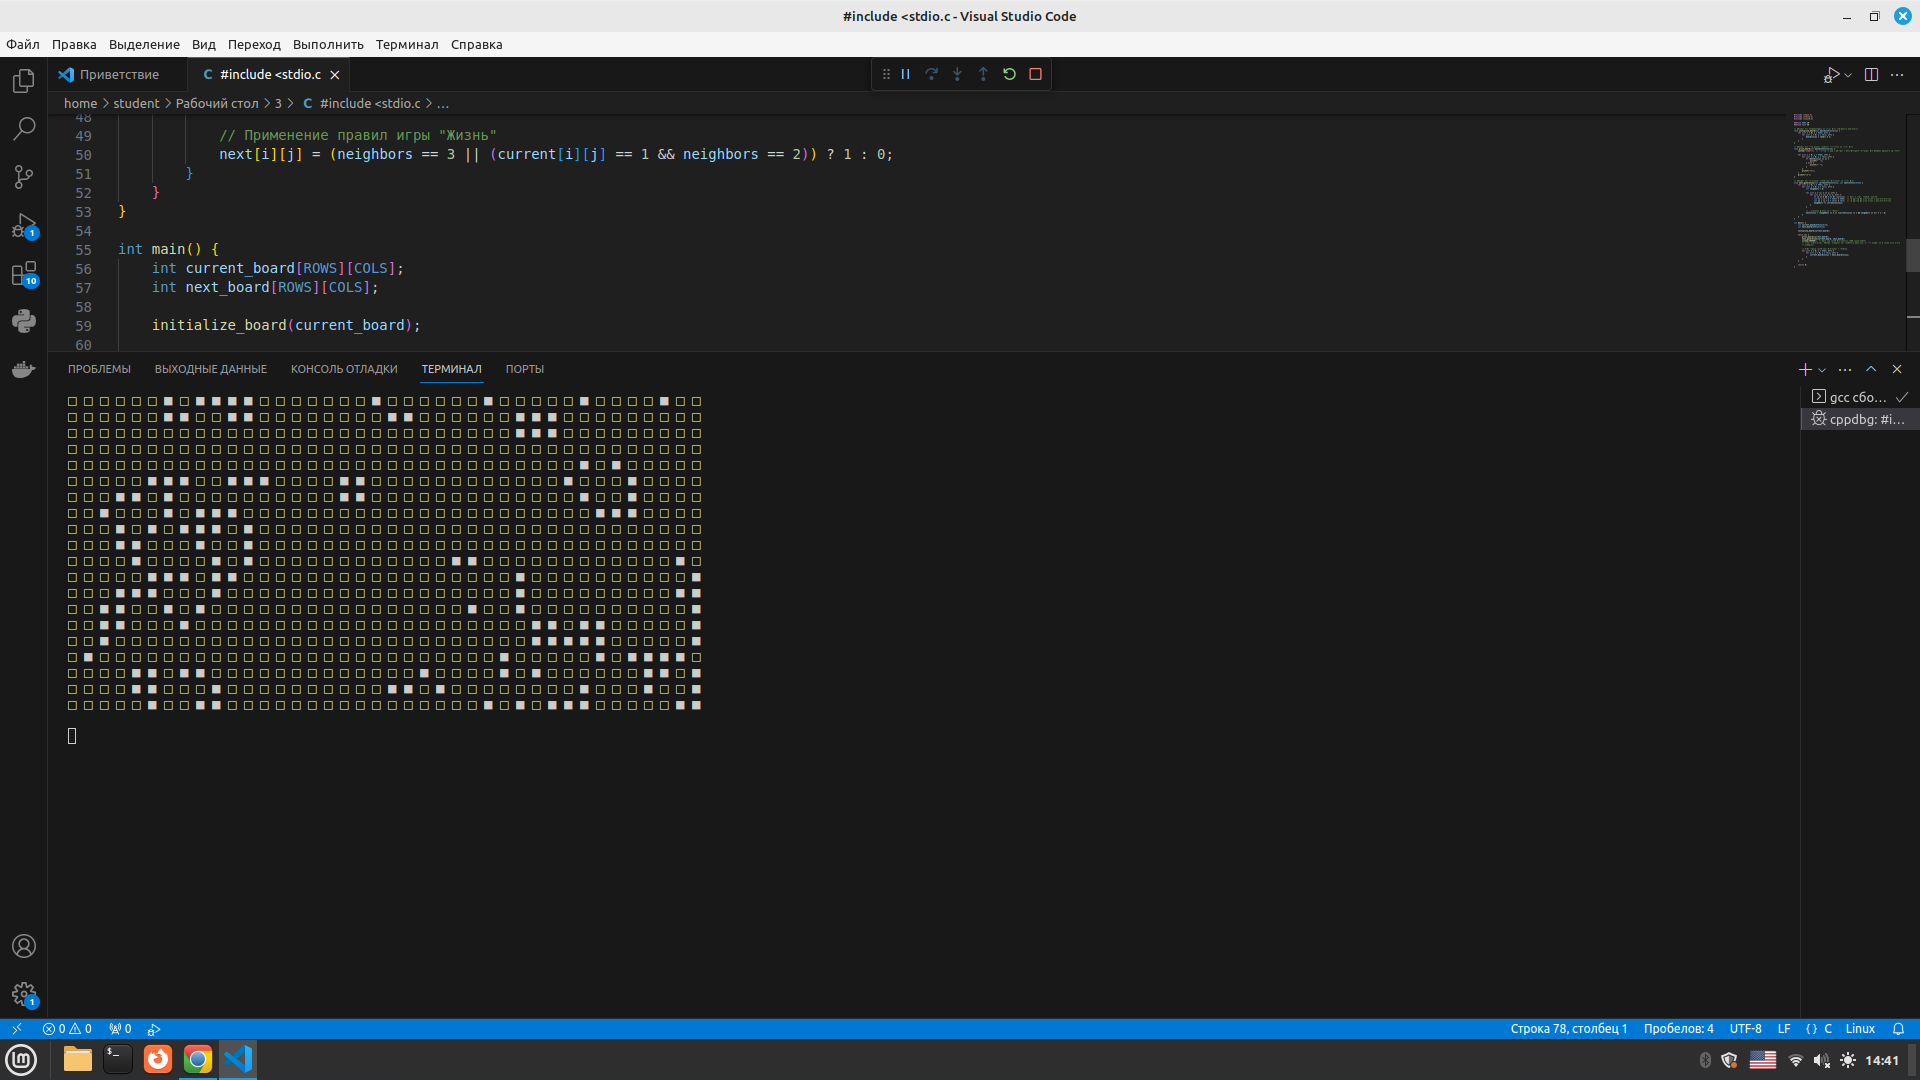 #include <stdio.c - Visual Studio Code
Файл Правка Выделение Вид Переход Выполнить Терминал Справка
Приветствие
C #include <stdio.c
home > student > Рабочий стол > 3 > C #include <stdio.c > ...
48
49 // Применение правил игры "Жизнь"
50 next[i][j] = (neighbors == 3 || (current[i][j] == 1 && neighbors == 2)) ? 1 : 0;
51 }
52 }
53 }
54
55 int main() {
56 int current_board[ROWS][COLS];
57 int next_board[ROWS][COLS];
58
59 initialize_board(current_board);
60
1
10
ПРОБЛЕМЫ ВЫХОДНЫЕ ДАННЫЕ КОНСОЛЬ ОТЛАДКИ ТЕРМИНАЛ ПОРТЫ
gcc сбо...
cppdbg: #i...
1
0 0 0
Строка 78, столбец 1 Пробелов: 4 UTF-8 LF {} C Linux
14:41